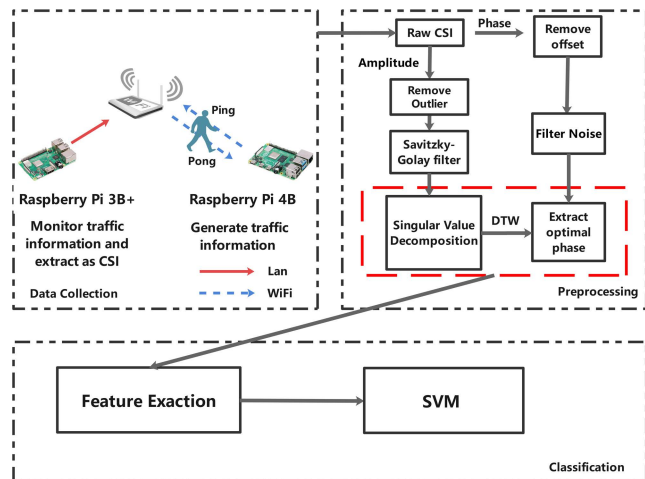 Ping
Pong
Raspberry Pi 3B+
Monitor traffic
information and
extract as CSI
Data Collection
Raspberry Pi 4B
Generate traffic
information
Lan
WiFi
Raw CSI
Phase
Remove
offset
Amplitude
Remove
Outlier
Savitzky-
Golay filter
Filter Noise
Singular Value
Decomposition
DTW
Extract
optimal
phase
Preprocessing
Feature Exaction
SVM
Classification